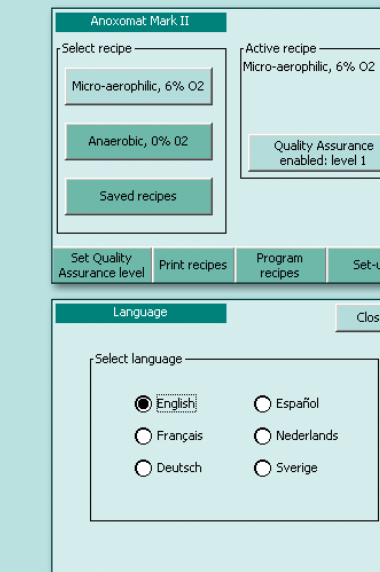 Anoxomat Mark II
Select recipe
Micro-aerophilic, 6% O2
Anaerobic, 0% 02
Saved recipes
Active recipe
Micro-aerophilic, 6% O2
Quality Assurance
enabled: level 1
Set Quality
Assurance level
Print recipes
Program
recipes
Set-u
Language
Clos
Select language
English
Español
Français
Nederlands
Deutsch
Sverige